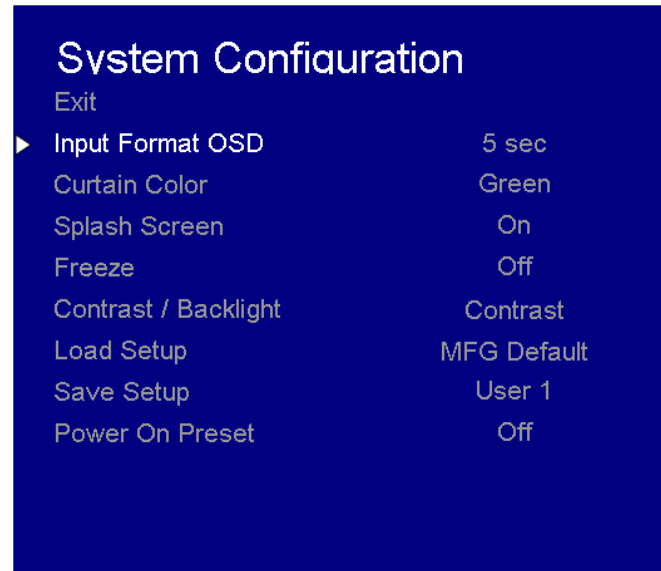 System Configuration
Exit
Input Format OSD 5 sec
Curtain Color Green
Splash Screen On
Freeze Off
Contrast / Backlight Contrast
Load Setup MFG Default
Save Setup User 1
Power On Preset Off